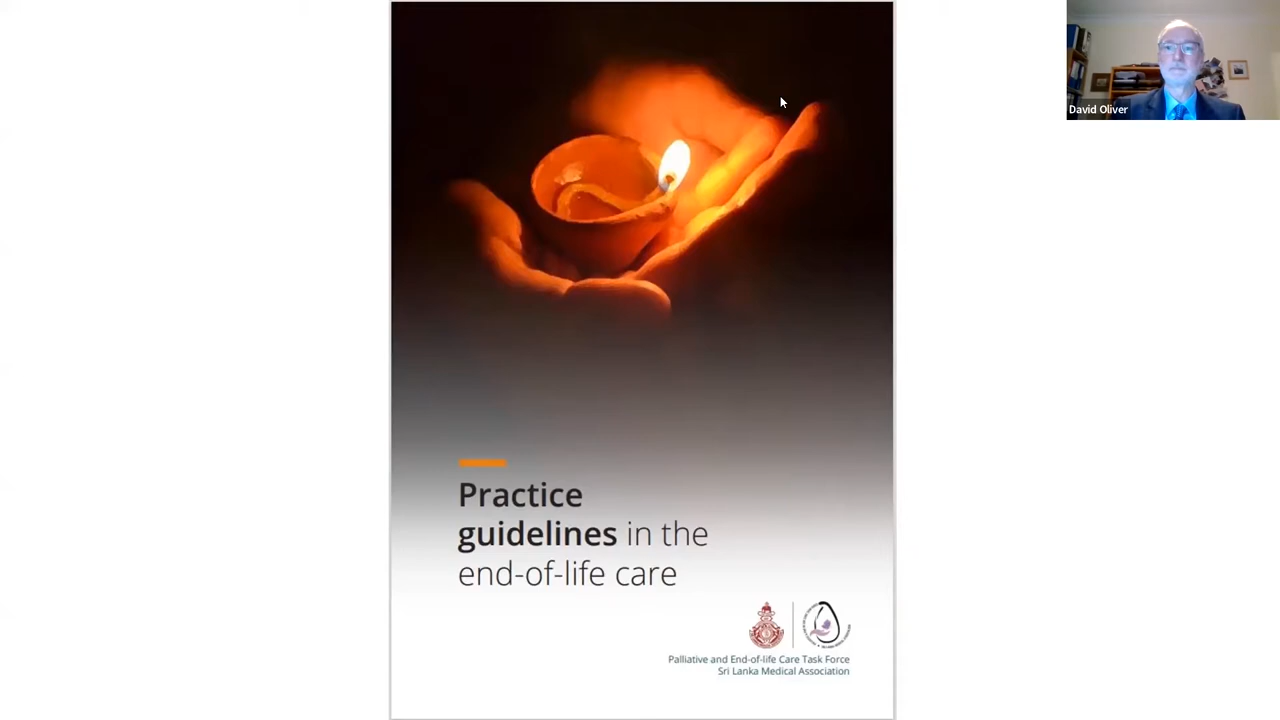 David Oliver
Practice
guidelines in the
end-of-life care
Palliative and End-of-life Care Task Force
Sri Lanka Medical Association